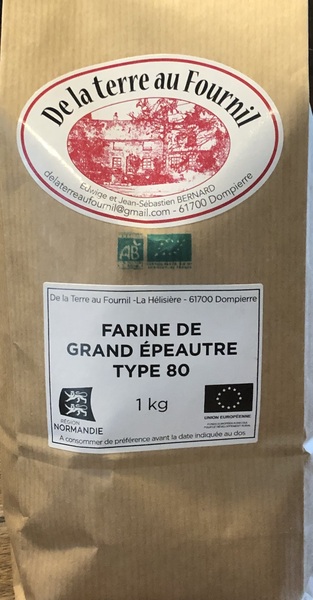 De la terre au Fournil
Edwige et Jean-Sébastien BERNARD
delaterreaufournil@gmail.com - 61700 Dompierre
AB
De la Terre au Fournil -La Hélisière - 61700 Dompierre
FARINE DE
GRAND ÉPEAUTRE
TYPE 80
1 kg
RÉGION
NORMANDIE
UNION EUROPÉENNE
A consommer de préférence avant la date indiquée au dos